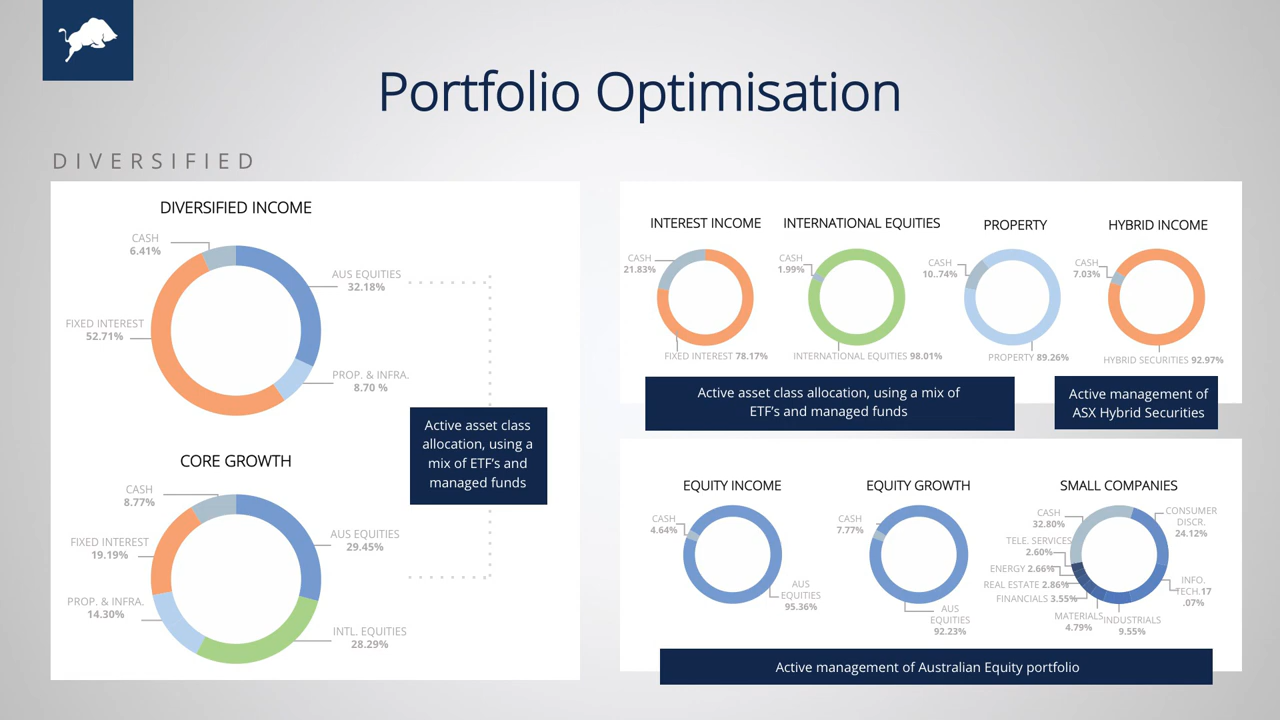 Portfolio Optimisation
DIVERSIFIED
DIVERSIFIED INCOME
CASH
6.41%
AUS EQUITIES
32.18%
FIXED INTEREST
52.71%
PROP. & INFRA.
8.70 %
Active asset class
allocation, using a
mix of ETF's and
managed funds
CORE GROWTH
CASH
8.77%
AUS EQUITIES
29.45%
FIXED INTEREST
19.19%
PROP. & INFRA.
14.30%
INTL. EQUITIES
28.29%
INTEREST INCOME
CASH
21.83%
FIXED INTEREST 78.17%
INTERNATIONAL EQUITIES
CASH
1.99%
INTERNATIONAL EQUITIES 98.01%
PROPERTY
CASH
10..74%
PROPERTY 89.26%
HYBRID INCOME
CASH
7.03%
HYBRID SECURITIES 92.97%
Active asset class allocation, using a mix of
ETF's and managed funds
Active management of
ASX Hybrid Securities
EQUITY INCOME
CASH
4.64%
AUS
EQUITIES
95.36%
EQUITY GROWTH
CASH
7.77%
AUS
EQUITIES
92.23%
SMALL COMPANIES
CASH
32.80%
CONSUMER
DISCR.
24.12%
TELE. SERVICES
2.60%
ENERGY 2.66%
REAL ESTATE 2.86%
FINANCIALS 3.55%
INFO.
TECH.17
.07%
MATERIALS
4.79%
INDUSTRIALS
9.55%
Active management of Australian Equity portfolio